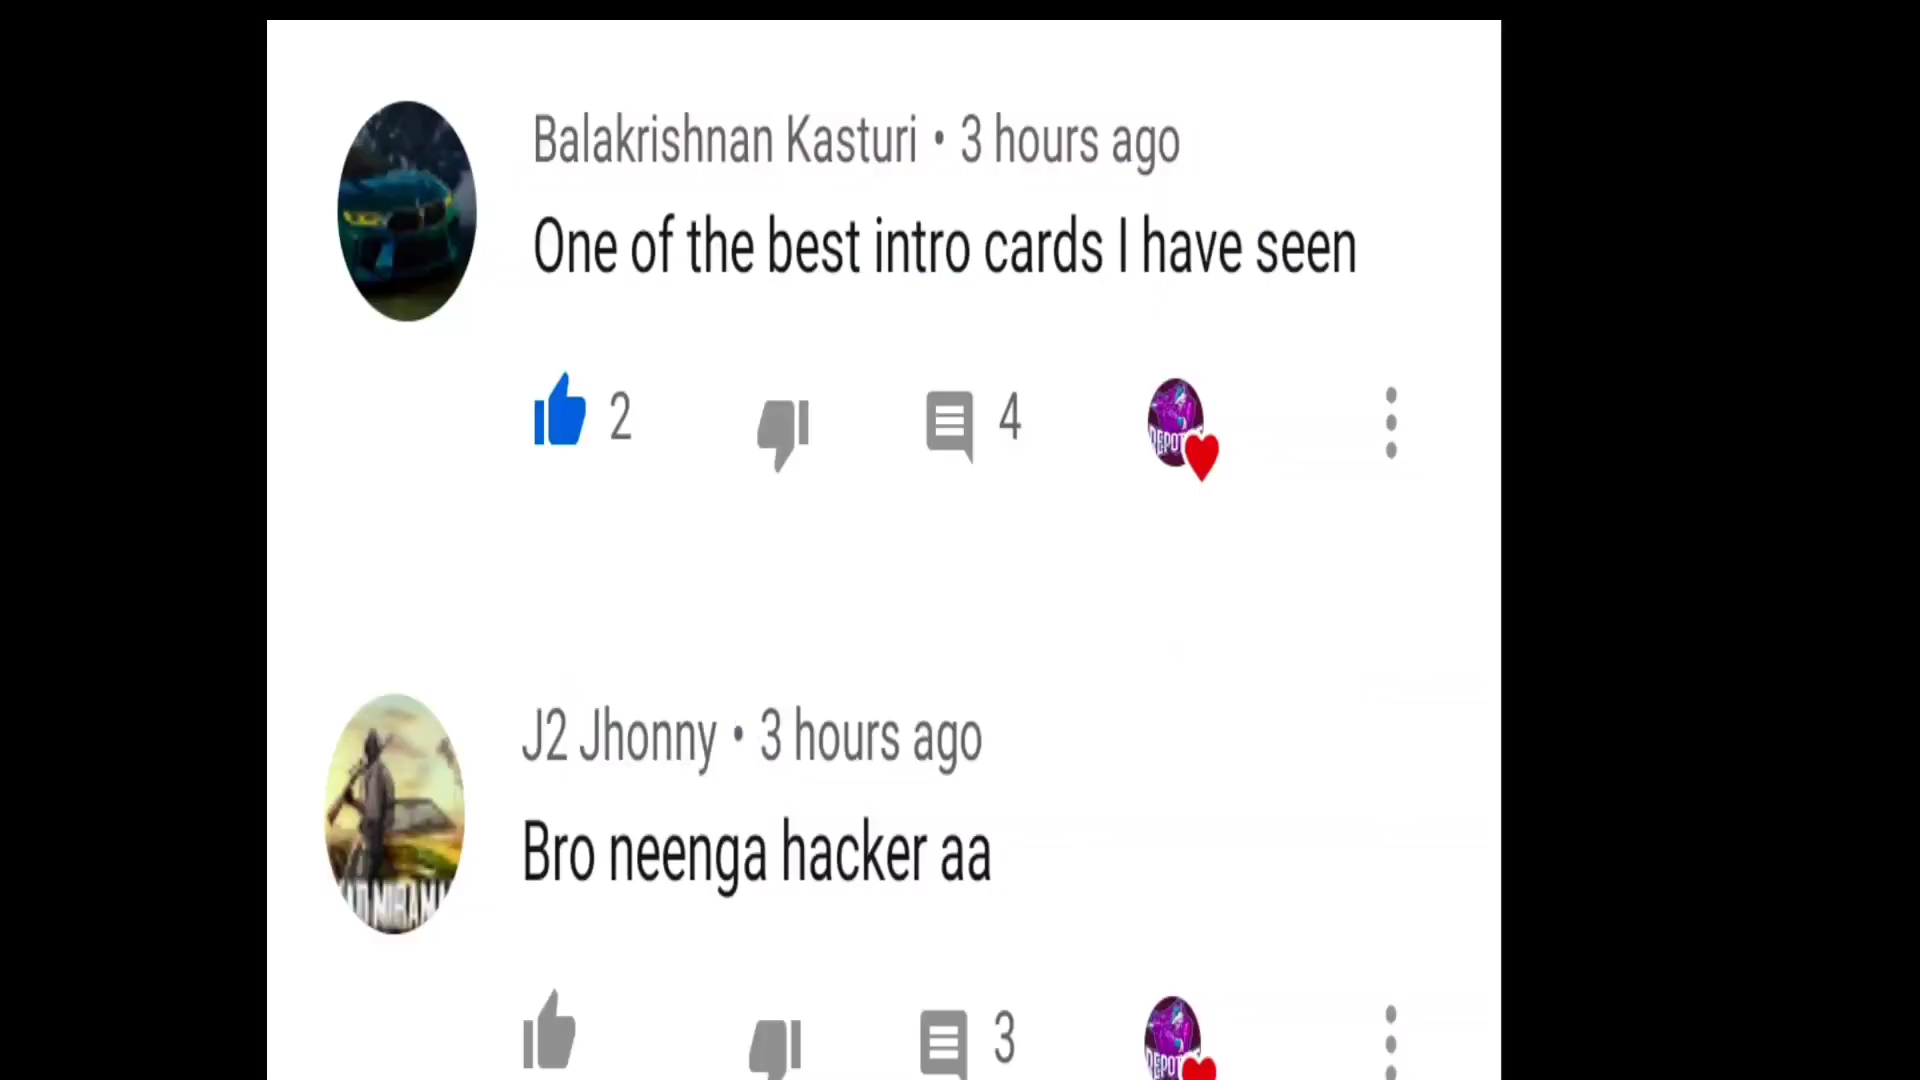 Balakrishnan Kasturi • 3 hours ago
One of the best intro cards I have seen
2
4
J2 Jhonny • 3 hours ago
Bro neenga hacker aa
3